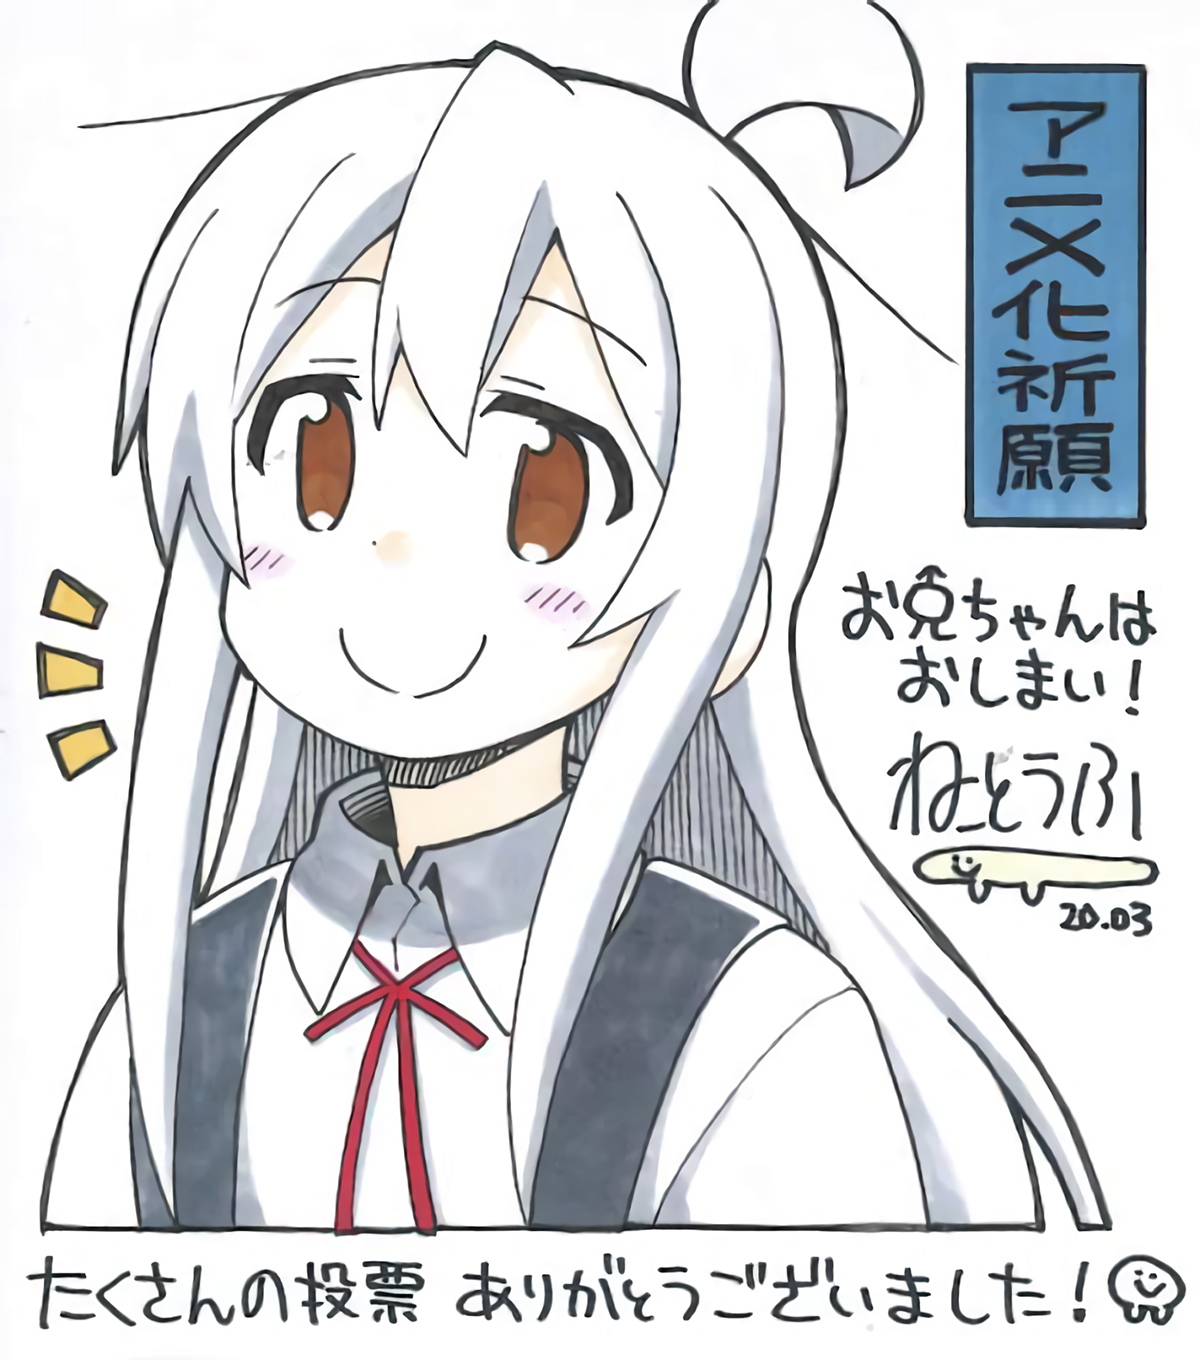 アニメ化祈願
お兄ちゃんは
おしまい!
ねことうふ
20.03
たくさんの投票 ありがとうございました!